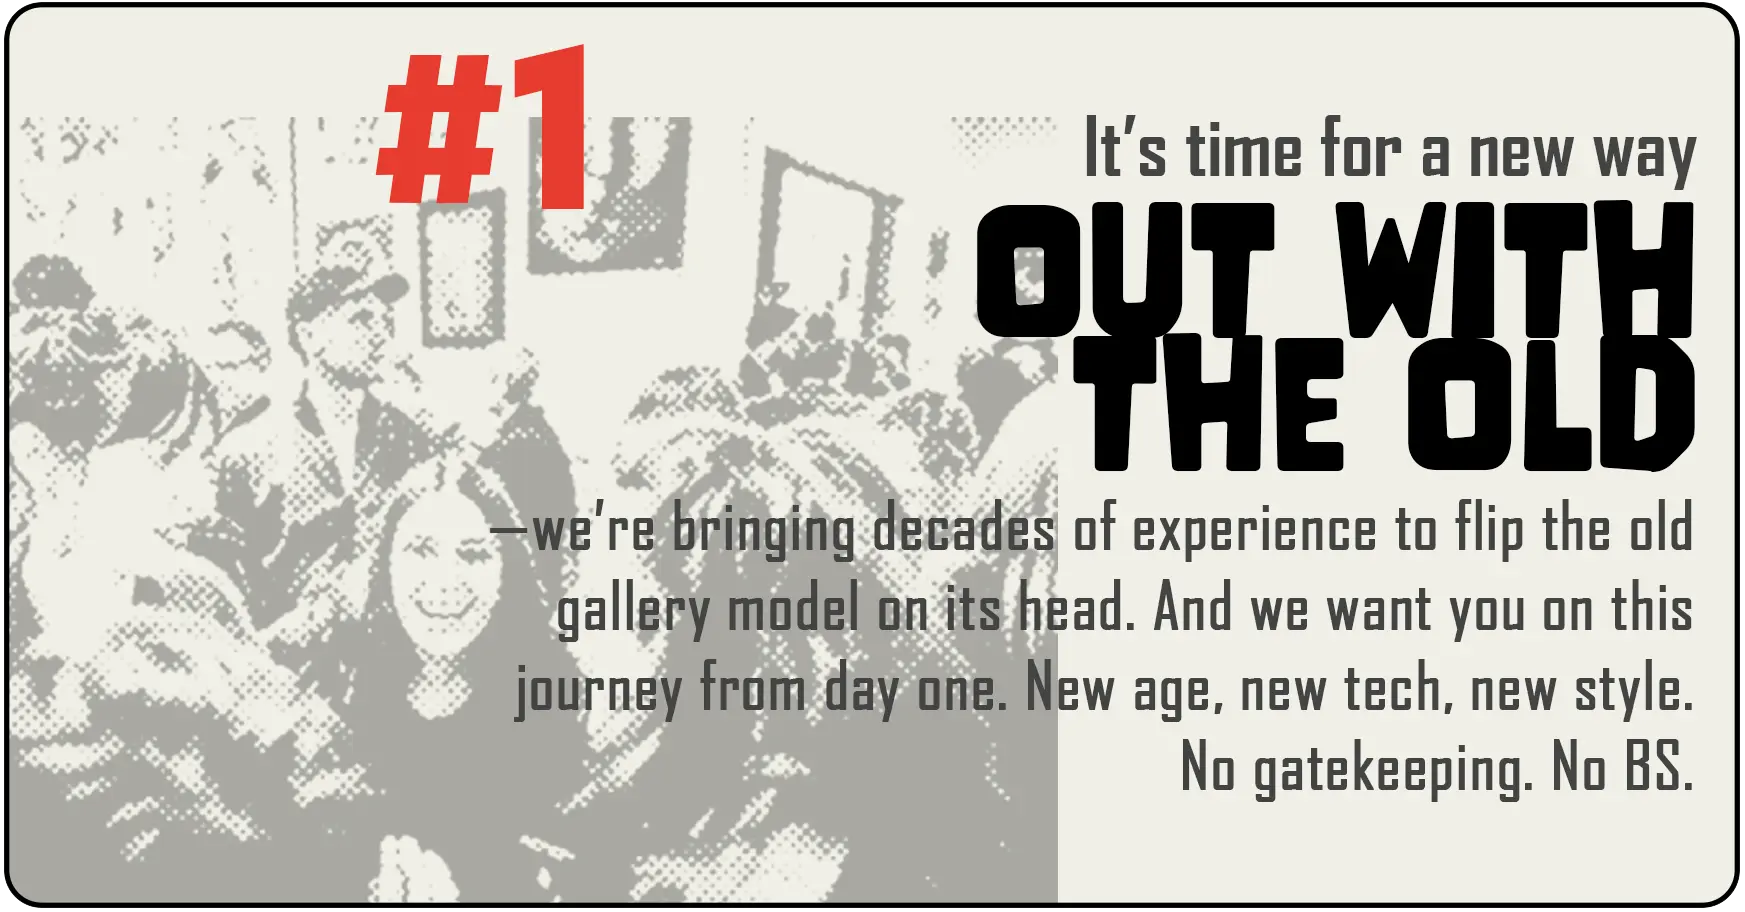 #1
It’s time for a new way
OUT WITH
THE OLD
—we’re bringing decades of experience to flip the old
gallery model on its head. And we want you on this
journey from day one. New age, new tech, new style.
No gatekeeping. No BS.